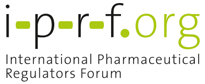 i-p-r-f.org
International Pharmaceutical
Regulators Forum